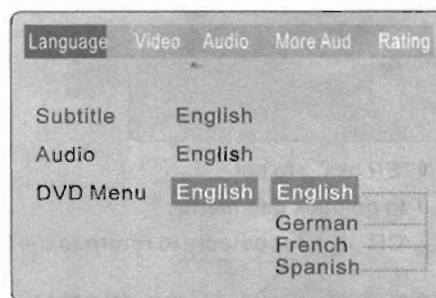 Language Video Audio More Aud Rating
Subtitle English
Audio English
DVD Menu English English
German
French
Spanish